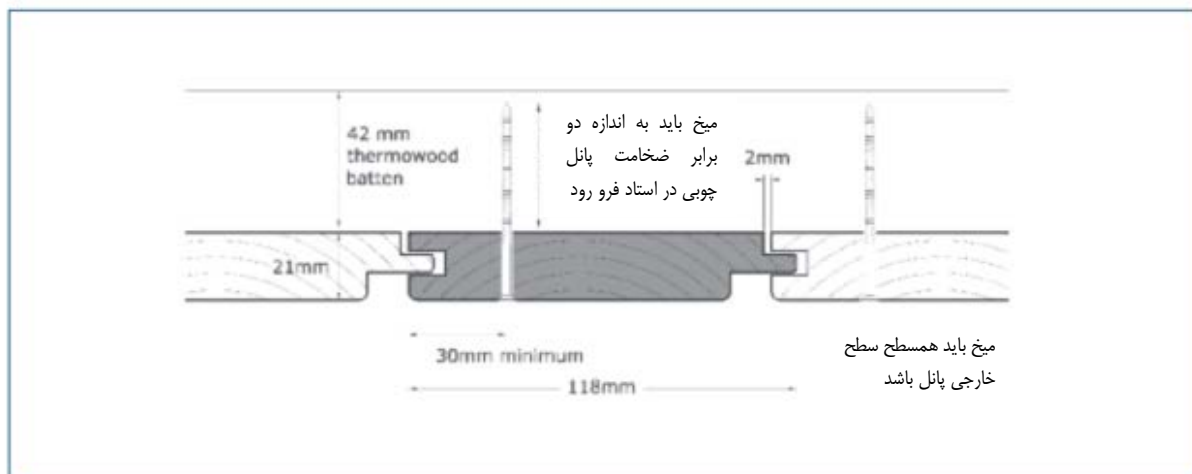 42 mm
thermowood
batten
میخ باید به اندازه دو
برابر ضخامت پانل
چوبی در استاد فرو رود
2mm
21mm
30mm minimum
118mm
میخ باید همسطح سطح
خارجی پانل باشد